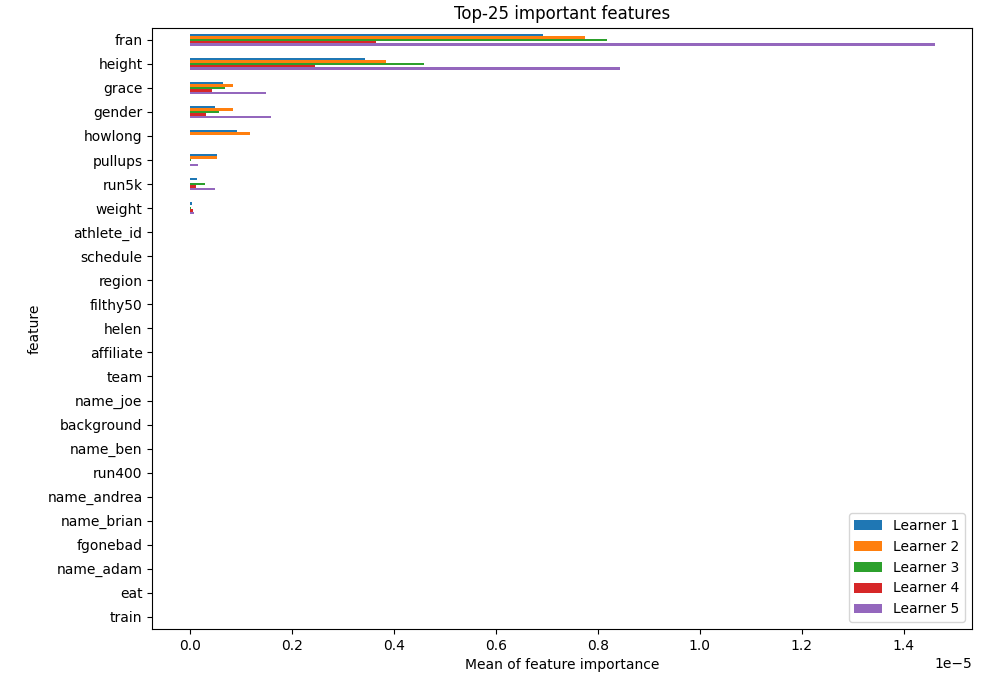 Top-25 important features
fran
height
grace
gender
howlong
pullups
run5k
weight
athlete_id
schedule
region
filthy50
helen
affiliate
team
name_joe
background
name_ben
run400
name_andrea
name_brian
fgonebad
name_adam
eat
train
feature
Learner 1
Learner 2
Learner 3
Learner 4
Learner 5
0.0 0.2 0.4 0.6 0.8 1.0 1.2 1.4
1e−5
Mean of feature importance